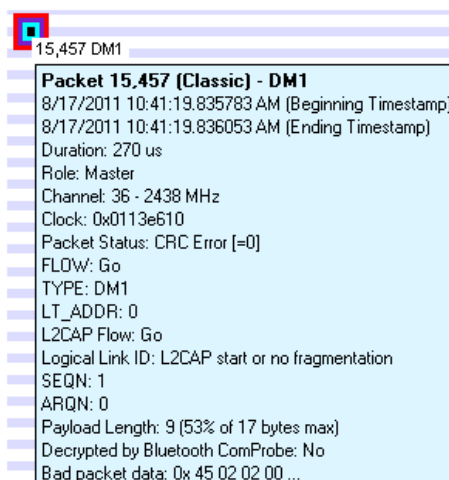 15,457 DM1
Packet 15,457 (Classic) - DM1
8/17/2011 10:41:19.835783 AM (Beginning Timestamp)
8/17/2011 10:41:19.836053 AM (Ending Timestamp)
Duration: 270 us
Role: Master
Channel: 36 - 2438 MHz
Clock: 0x0113e610
Packet Status: CRC Error [=0]
FLOW: Go
TYPE: DM1
LT_ADDR: 0
L2CAP Flow: Go
Logical Link ID: L2CAP start or no fragmentation
SEQN: 1
ARQN: 0
Payload Length: 9 (53% of 17 bytes max)
Decrypted by Bluetooth ComProbe: No
Bad packet data: 0x 45 02 02 00 ...